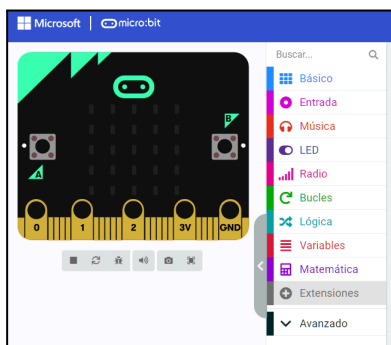 Microsoft | micro:bit
Buscar...
Básico
Entrada
Música
LED
Radio
Bucles
Lógica
Variables
Matemática
Extensiones
Avanzado
A
B
0 1 2 3V GND